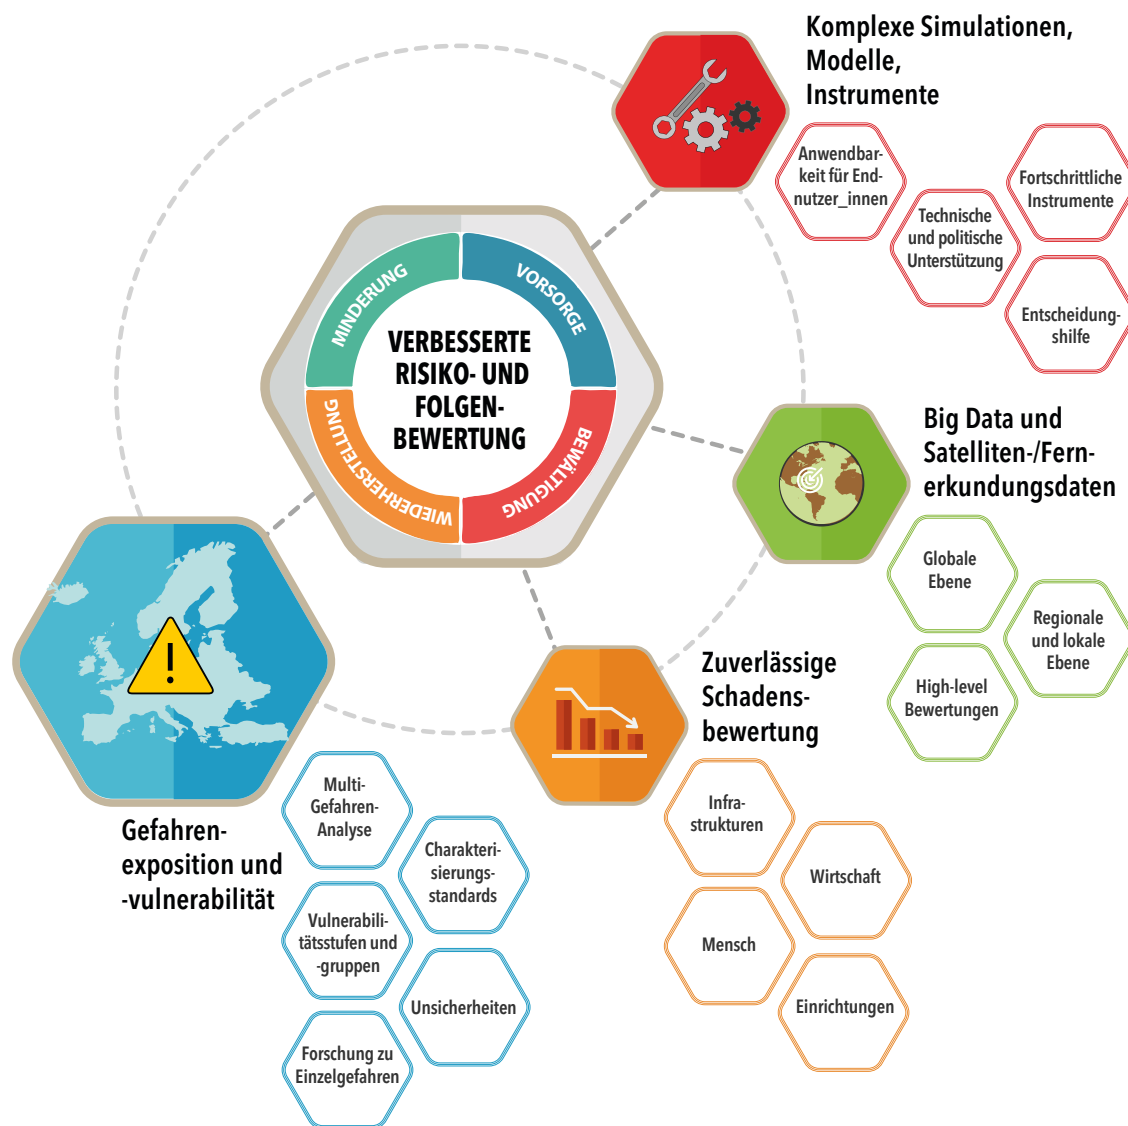 Komplexe Simulationen,
Modelle,
Instrumente
Anwendbar-
keit für End-
nutzer_innen
Technische
und politische
Unterstützung
Fortschrittliche
Instrumente
Entscheidung-
shilfe
MINDERUNG
VORSORGE
BEWÄLTIGUNG
WIEDERHERSTELLUNG
VERBESSERTE
RISIKO- UND
FOLGEN-
BEWERTUNG
Big Data und
Satelliten-/Fern-
erkundungsdaten
Globale
Ebene
Regionale
und lokale
Ebene
High-level
Bewertungen
Zuverlässige
Schadens-
bewertung
Infra-
strukturen
Wirtschaft
Mensch
Einrichtungen
Gefahren-
exposition und
-vulnerabilität
Multi-
Gefahren-
Analyse
Charakteri-
sierungs-
standards
Vulnerabili-
tätsstufen und
-gruppen
Unsicherheiten
Forschung zu
Einzelgefahren